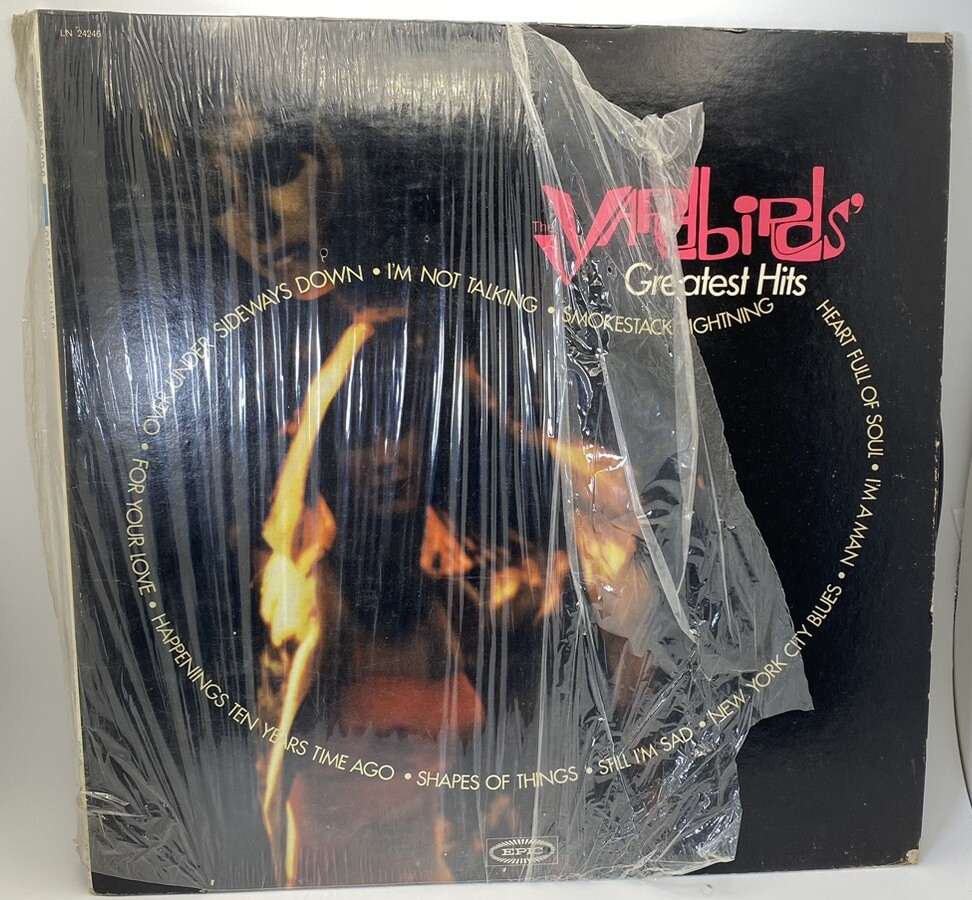 LN 24246
The YARDbiRds'
Greatest Hits
HEART FULL OF SOUL • I'M A MAN • NEW YORK CITY BLUES • STILL I'M SAD • SHAPES OF THINGS • HAPPENINGS TEN YEARS TIME AGO • FOR YOUR LOVE • OVER UNDER SIDEWAYS DOWN • I'M NOT TALKING • SMOKESTACK LIGHTNING
EPIC